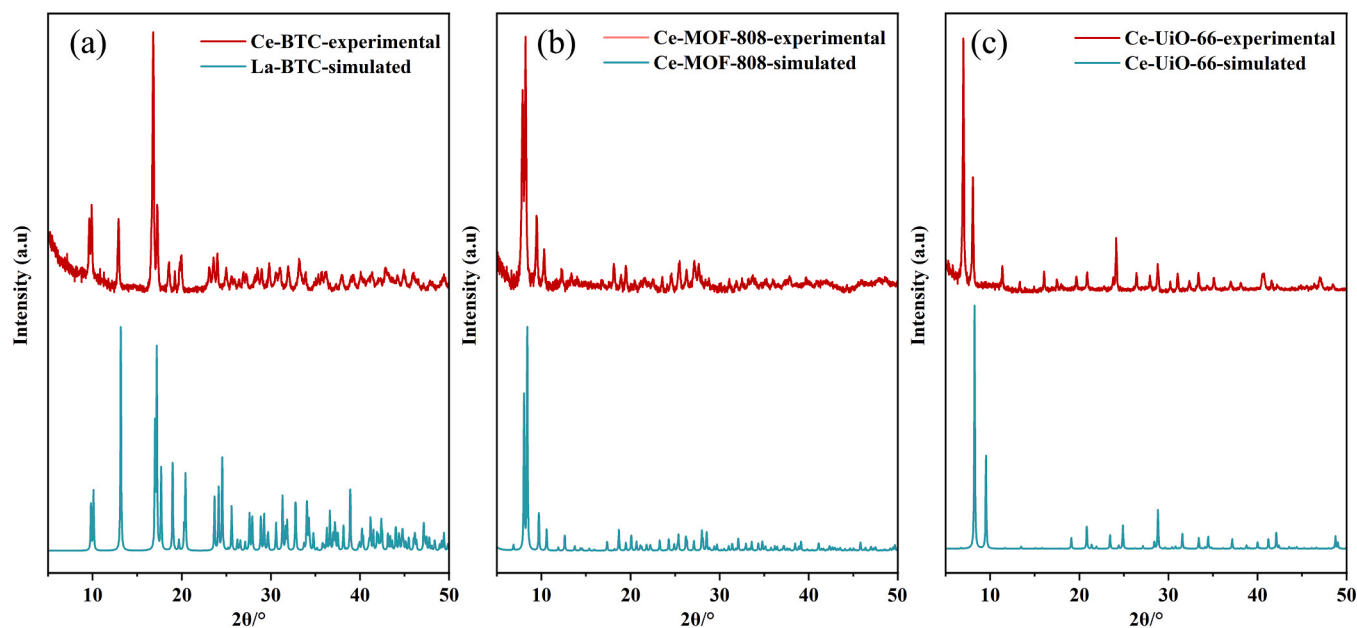 (a)
Ce-BTC-experimental
La-BTC-simulated
Intensity (a.u)
10 20 30 40 50
2θ/°
(b)
Ce-MOF-808-experimental
Ce-MOF-808-simulated
Intensity (a.u)
10 20 30 40 50
2θ/°
(c)
Ce-UiO-66-experimental
Ce-UiO-66-simulated
Intensity (a.u)
10 20 30 40 50
2θ/°